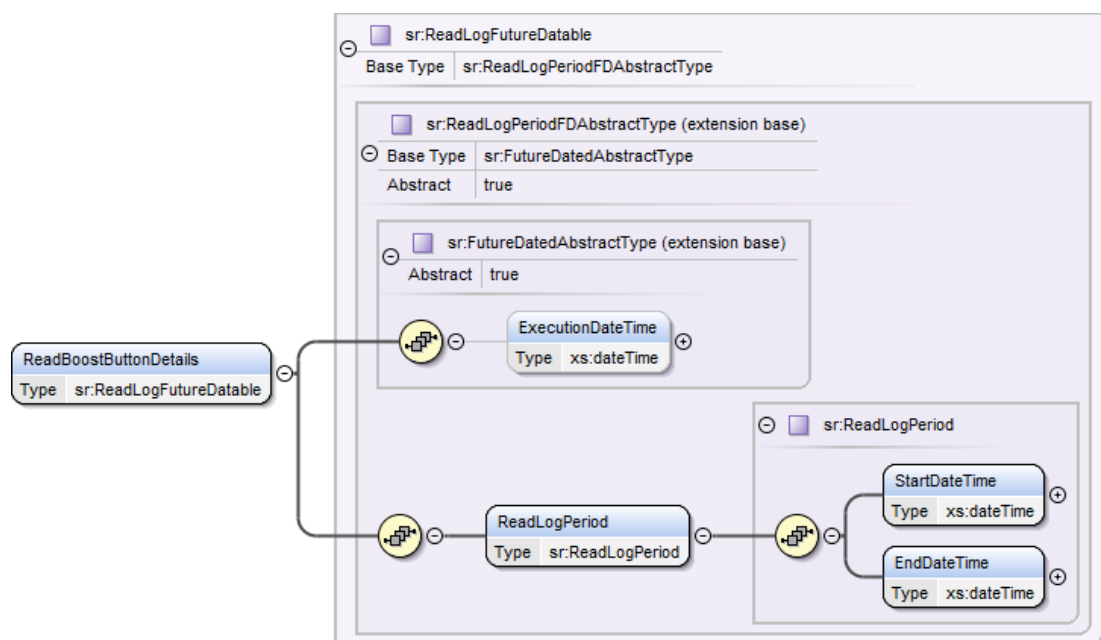 sr:ReadLogFutureDatable
Base Type sr:ReadLogPeriodFDAbstractType
sr:ReadLogPeriodFDAbstractType (extension base)
Base Type sr:FutureDatedAbstractType
Abstract true
sr:FutureDatedAbstractType (extension base)
Abstract true
ExecutionDateTime
Type xs:dateTime
ReadBoostButtonDetails
Type sr:ReadLogFutureDatable
sr:ReadLogPeriod
StartDateTime
Type xs:dateTime
ReadLogPeriod
Type sr:ReadLogPeriod
EndDateTime
Type xs:dateTime